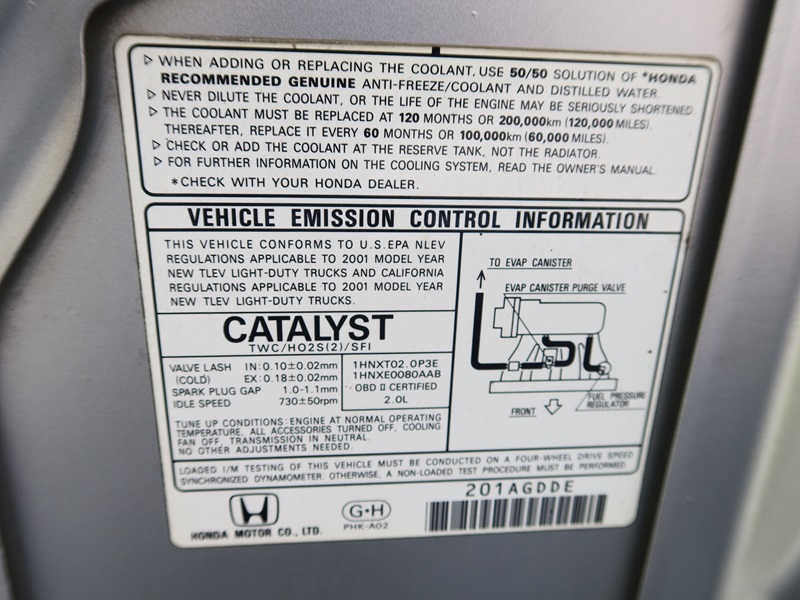 ▷ WHEN ADDING OR REPLACING THE COOLANT, USE 50/50 SOLUTION OF *HONDA
RECOMMENDED GENUINE ANTI-FREEZE/COOLANT AND DISTILLED WATER.
▷ NEVER DILUTE THE COOLANT, OR THE LIFE OF THE ENGINE MAY BE SERIOUSLY SHORTENED.
▷ THE COOLANT MUST BE REPLACED AT 120 MONTHS OR 200,000km (120,000 MILES).
THEREAFTER, REPLACE IT EVERY 60 MONTHS OR 100,000km (60,000 MILES).
▷ CHECK OR ADD THE COOLANT AT THE RESERVE TANK, NOT THE RADIATOR.
▷ FOR FURTHER INFORMATION ON THE COOLING SYSTEM, READ THE OWNER'S MANUAL.
*CHECK WITH YOUR HONDA DEALER.
VEHICLE EMISSION CONTROL INFORMATION
THIS VEHICLE CONFORMS TO U.S.EPA NLEV
REGULATIONS APPLICABLE TO 2001 MODEL YEAR
NEW TLEV LIGHT-DUTY TRUCKS AND CALIFORNIA
REGULATIONS APPLICABLE TO 2001 MODEL YEAR
NEW TLEV LIGHT-DUTY TRUCKS.
CATALYST
TWC/HO2S(2)/SFI
VALVE LASH IN:0.10±0.02mm
(COLD) EX:0.18±0.02mm
SPARK PLUG GAP 1.0-1.1mm
IDLE SPEED 730±50rpm
1HNXT02.0P3E
1HNXE0080AAB
OBD II CERTIFIED
2.0L
TUNE UP CONDITIONS:ENGINE AT NORMAL OPERATING
TEMPERATURE, ALL ACCESSORIES TURNED OFF, COOLING
FAN OFF, TRANSMISSION IN NEUTRAL.
NO OTHER ADJUSTMENTS NEEDED.
TO EVAP CANISTER
EVAP CANISTER PURGE VALVE
FUEL PRESSURE
REGULATOR
FRONT
LOADED I/M TESTING OF THIS VEHICLE MUST BE CONDUCTED ON A FOUR-WHEEL DRIVE SPEED
SYNCHRONIZED DYNAMOMETER. OTHERWISE, A NON-LOADED TEST PROCEDURE MUST BE PERFORMED.
HONDA MOTOR CO., LTD.
G·H
PHK-A02
201AGDDE